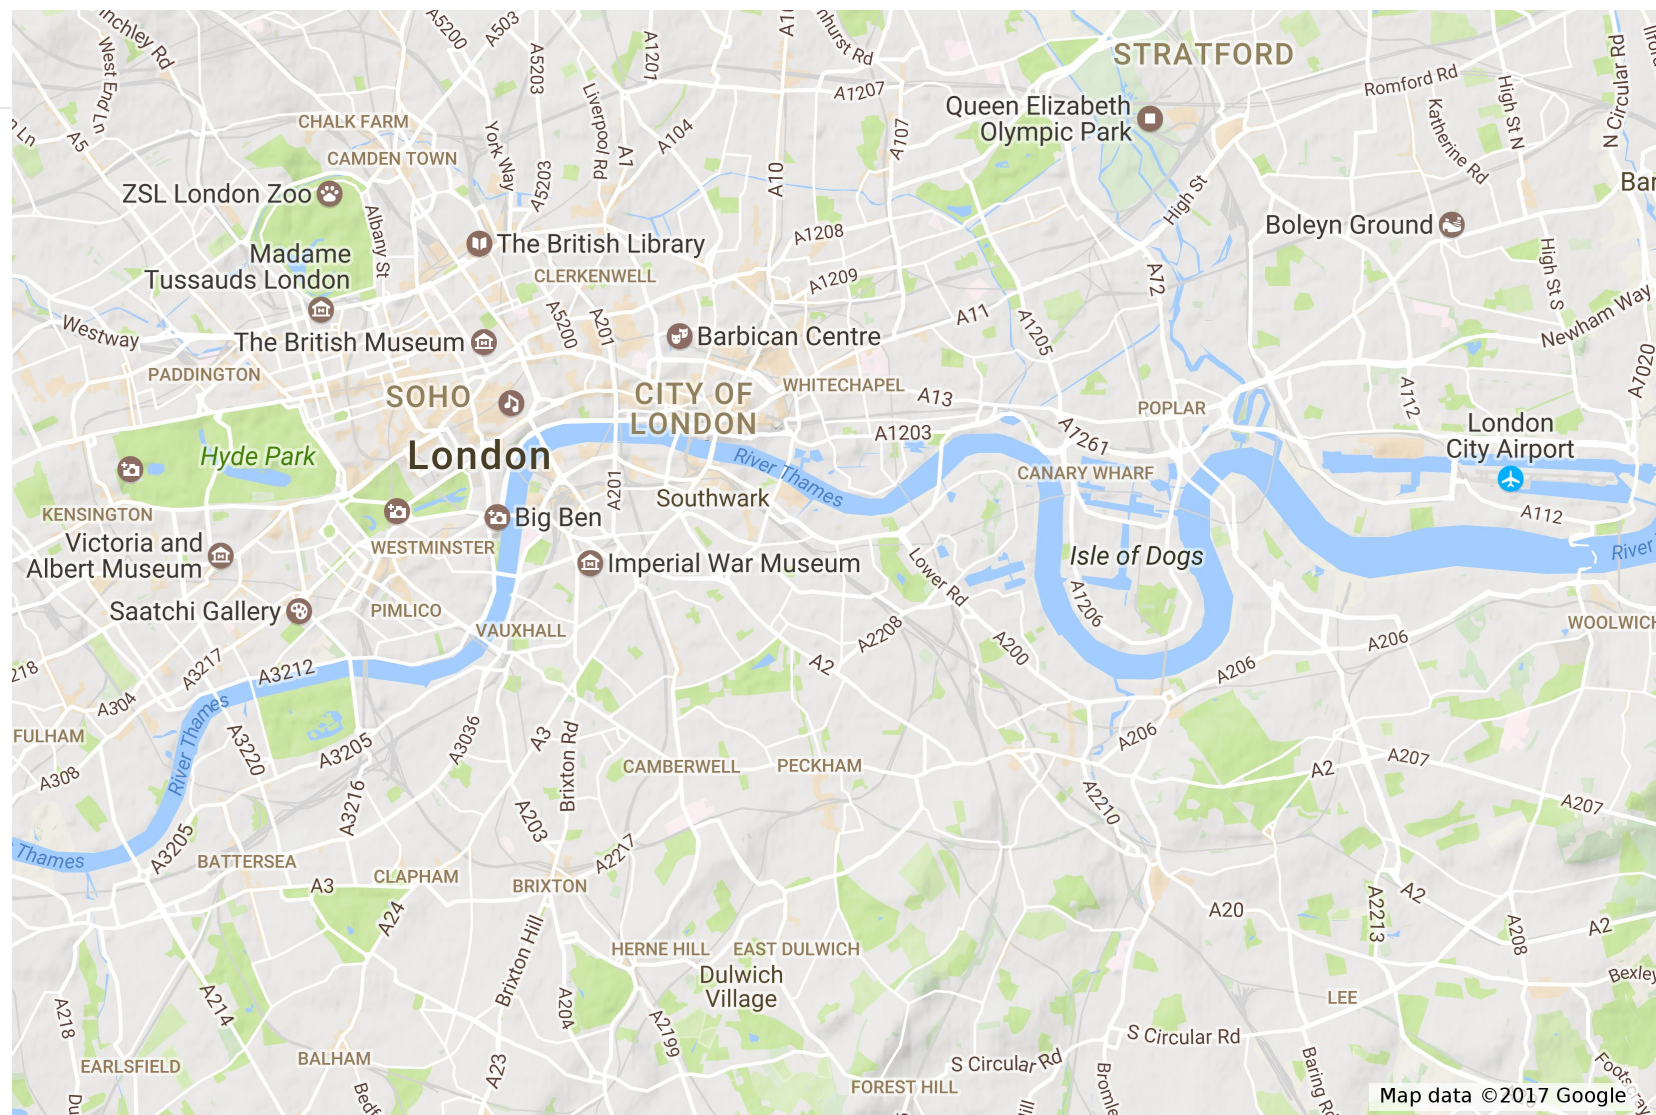 STRATFORD
A5200
A503
A5203
A1201
A10
nchley Rd
West End Ln
A5
Liverpool Rd
A104
A1207
A107
Romford Rd
High St N
Katherine Rd
N Circular Rd
Queen Elizabeth
Olympic Park
CHALK FARM
CAMDEN TOWN
York Way
A5203
A1
A10
ZSL London Zoo
Albany St
High St
Bar
Boleyn Ground
The British Library
A1208
Madame
Tussauds London
CLERKENWELL
A1209
A72
High St S
Newham Way
Westway
A5200
A201
A11
A1205
The British Museum
Barbican Centre
PADDINGTON
SOHO
CITY OF
LONDON
WHITECHAPEL
A13
POPLAR
A112
A7020
London
City Airport
A1203
A1261
London
Hyde Park
River Thames
CANARY WHARF
A201
Southwark
KENSINGTON
Big Ben
A112
Victoria and
Albert Museum
WESTMINSTER
Imperial War Museum
Lower Rd
Isle of Dogs
River
Saatchi Gallery
PIMLICO
VAUXHALL
A1206
A2208
A200
A206
WOOLWICH
A2
A206
218
A3217
A3212
A304
River Thames
FULHAM
A3220
A3205
A3036
A3
Brixton Rd
A206
A308
CAMBERWELL
PECKHAM
A2
A207
A3216
A203
A2210
A207
Thames
A3205
BATTERSEA
A2217
CLAPHAM
A3
BRIXTON
A24
A20
A2213
A2
A208
A2
Brixton Hill
HERNE HILL
EAST DULWICH
Dulwich
Village
Bexley
A218
A214
A204
A2199
LEE
S Circular Rd
EARLSFIELD
BALHAM
A23
S Circular Rd
FOREST HILL
Baring R
Map data ©2017 Google